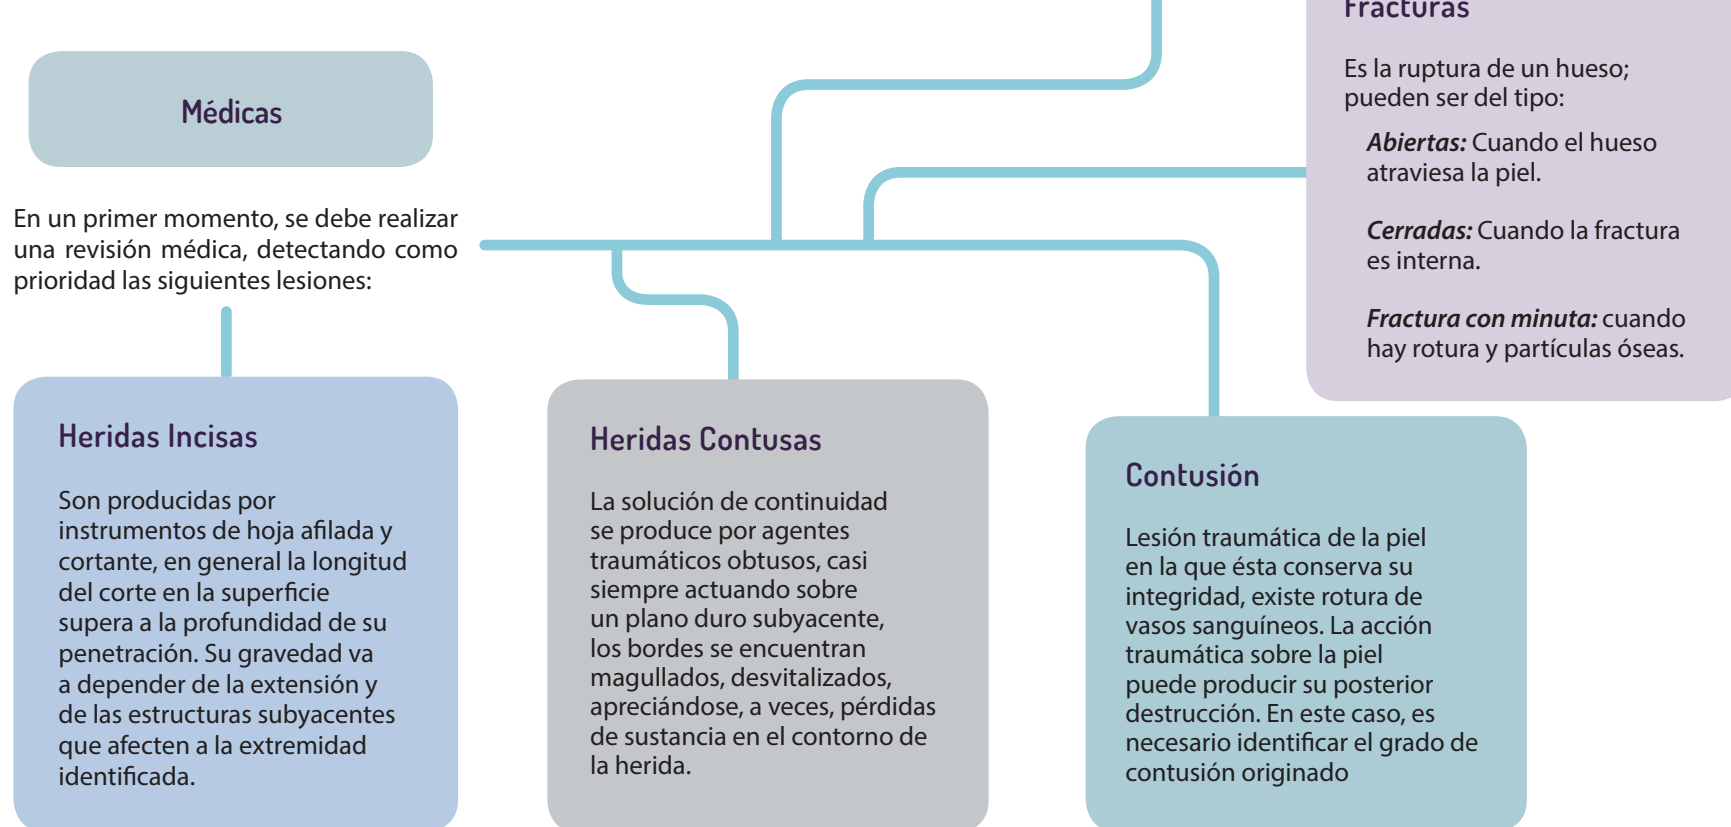 Médicas
En un primer momento, se debe realizar
una revisión médica, detectando como
prioridad las siguientes lesiones:
Heridas Incisas
Son producidas por
instrumentos de hoja afilada y
cortante, en general la longitud
del corte en la superficie
supera a la profundidad de su
penetración. Su gravedad va
a depender de la extensión y
de las estructuras subyacentes
que afecten a la extremidad
identificada.
Heridas Contusas
La solución de continuidad
se produce por agentes
traumáticos obtusos, casi
siempre actuando sobre
un plano duro subyacente,
los bordes se encuentran
magullados, desvitalizados,
apreciándose, a veces, pérdidas
de sustancia en el contorno de
la herida.
Contusión
Lesión traumática de la piel
en la que ésta conserva su
integridad, existe rotura de
vasos sanguíneos. La acción
traumática sobre la piel
puede producir su posterior
destrucción. En este caso, es
necesario identificar el grado de
contusión originado
Fracturas
Es la ruptura de un hueso;
pueden ser del tipo:
Abiertas: Cuando el hueso
atraviesa la piel.
Cerradas: Cuando la fractura
es interna.
Fractura con minuta: cuando
hay rotura y partículas óseas.